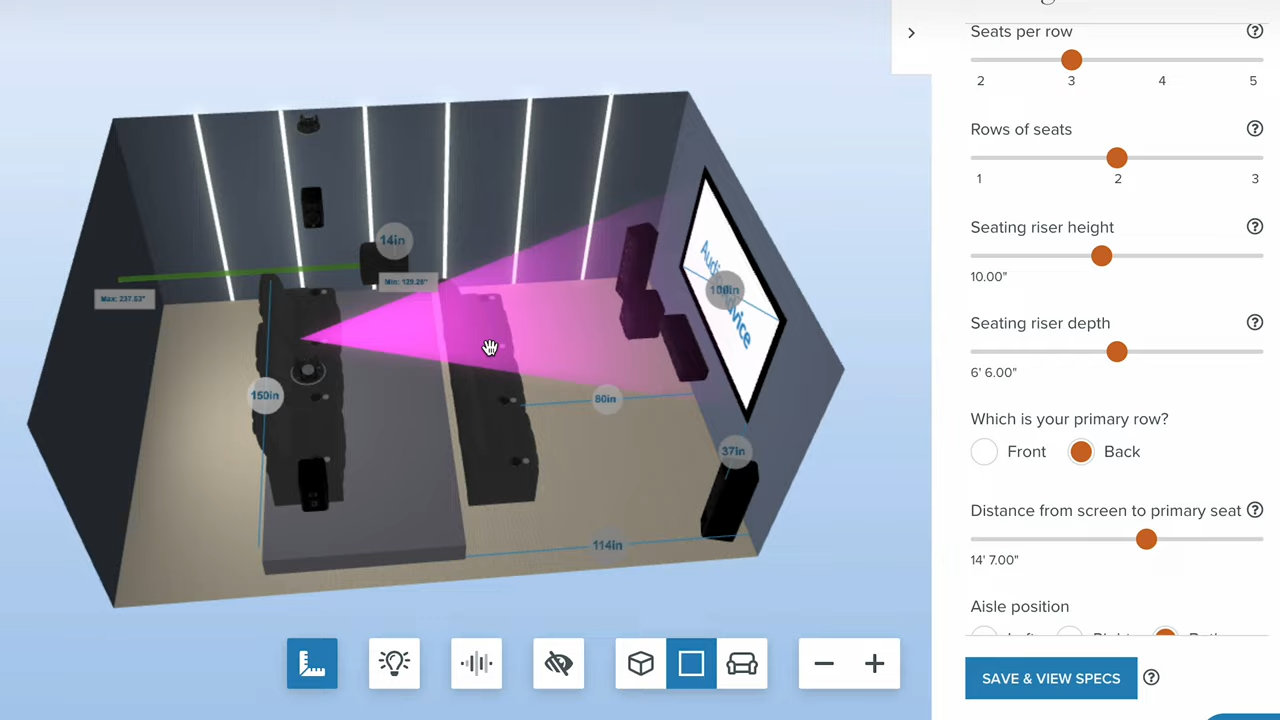 Seats per row
2 3 4 5
Rows of seats
1 2 3
Seating riser height
10.00"
Seating riser depth
6' 6.00"
Which is your primary row?
Front Back
Distance from screen to primary seat
14' 7.00"
Aisle position
SAVE & VIEW SPECS
14in
Min: 129.26"
Max: 237.53"
100in
150in
80in
37in
114in